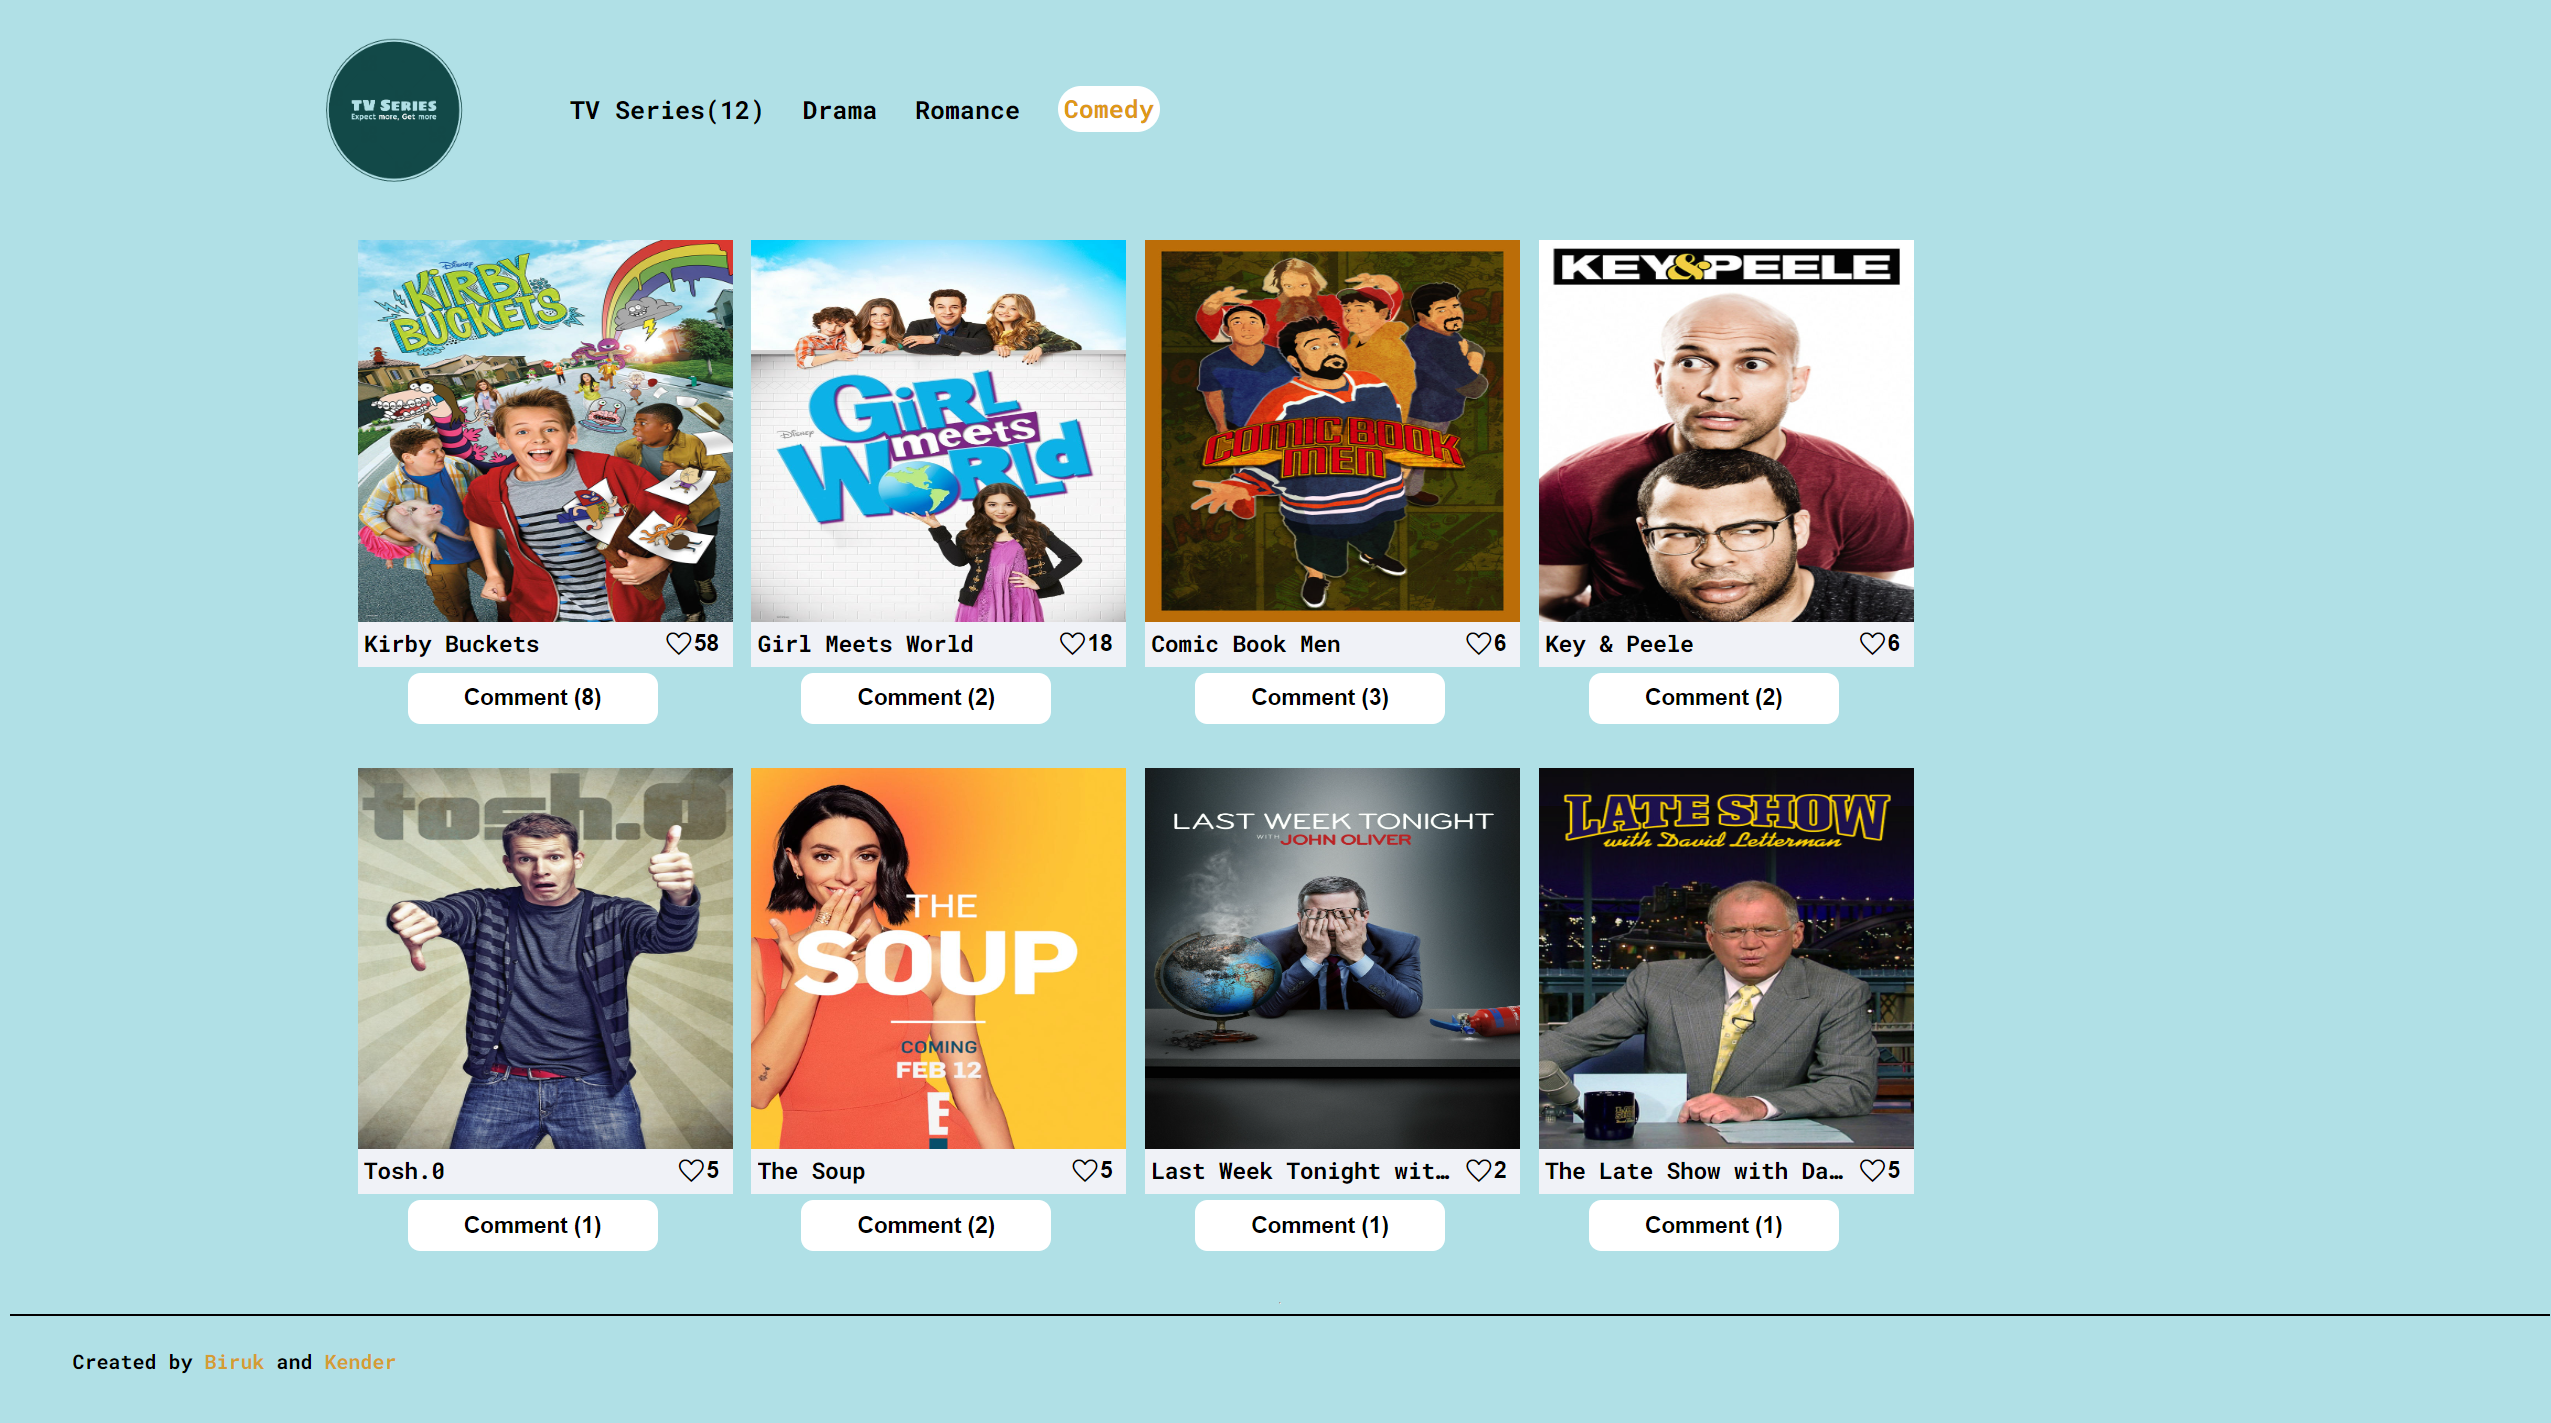 TV SERIES
Expect more, Get more
TV Series(12) Drama Romance Comedy
Disney
KIRBY
BUCKETS
Disney
GiRL
meets
WORLd
COMIC BOOK
MEN
KEY&PEELE
Kirby Buckets 58
Girl Meets World 18
Comic Book Men 6
Key & Peele 6
Comment (8)
Comment (2)
Comment (3)
Comment (2)
tosh.0
THE
SOUP
COMING
FEB 12
E
LAST WEEK TONIGHT
WITH JOHN OLIVER
LATE SHOW
with David Letterman
Tosh.0 5
The Soup 5
Last Week Tonight wit… 2
The Late Show with Da… 5
Comment (1)
Comment (2)
Comment (1)
Comment (1)
Created by Biruk and Kender